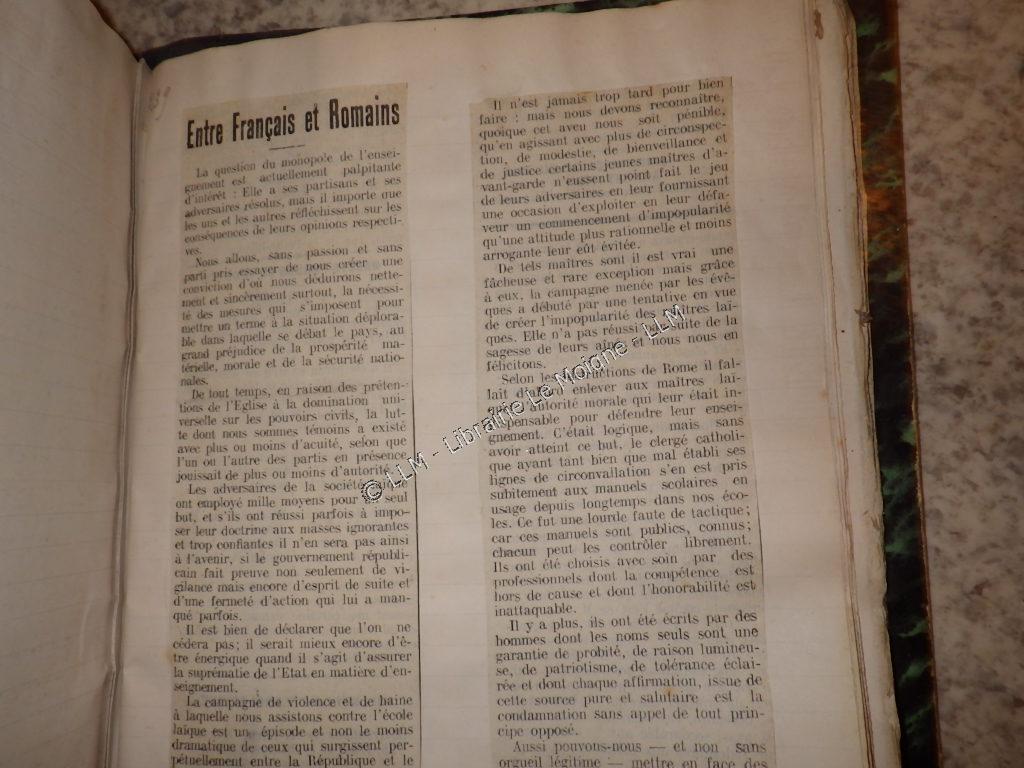 Entre Français et Romains
La question du monopole de l'ensei-
gnement est actuellement palpitante
d'intérêt : Elle a ses partisans et ses
adversaires résolus, mais il importe que
les uns et les autres réfléchissent sur les
conséquences de leurs opinions respecti-
ves.
Nous allons, sans passion et sans
parti pris essayer de nous créer une
conviction d'où nous déduirons nette-
ment et sincèrement surtout, la nécessi-
té des mesures qui s'imposent pour
mettre un terme à la situation déplora-
ble dans laquelle se débat le pays, au
grand préjudice de la prospérité ma-
térielle, morale et de la sécurité natio-
nales.
De tout temps, en raison des préten-
tions de l'Eglise à la domination uni-
verselle sur les pouvoirs civils, la lut-
te dont nous sommes témoins a existé
avec plus ou moins d'acuité, selon que
l'un ou l'autre des partis en présence
jouissait de plus ou moins d'autorité.
Les adversaires de la société
ont employé mille moyens pour seul
but, et s'ils ont réussi parfois à impo-
ser leur doctrine aux masses ignorantes
et trop confiantes il n'en sera pas ainsi
à l'avenir, si le gouvernement républi-
cain fait preuve non seulement de vi-
gilance mais encore d'esprit de suite et
d'une fermeté d'action qui lui a man-
qué parfois.
Il est bien de déclarer que l'on ne
cédera pas; il serait mieux encore d'ê-
tre énergique quand il s'agit d'assurer
la suprématie de l'Etat en matière d'en-
seignement.
La campagne de violence et de haine
à laquelle nous assistons contre l'école
laïque est un épisode et non le moins
dramatique de ceux qui surgissent per-
pétuellement entre la République et le
Il n'est jamais trop tard pour bien
faire : mais nous devons reconnaître,
quoique cet aveu nous soit pénible,
qu'en agissant avec plus de circonspec-
tion, de modestie, de bienveillance et
de justice certains jeunes maîtres d'a-
vant-garde n'eussent point fait le jeu
de leurs adversaires en leur fournissant
une occasion d'exploiter en leur défa-
veur un commencement d'impopularité
qu'une attitude plus rationnelle et moins
arrogante leur eût évitée.
De tels maîtres sont il est vrai une
fâcheuse et rare exception mais grâce
à eux, la campagne menée par les évê-
ques a débuté par une tentative en vue
de créer l'impopularité des maîtres laï-
ques. Elle n'a pas réussi suite de la
sagesse de leurs et nous nous en
félicitons.
Selon les instructions de Rome il fal-
lait d'abord enlever aux maîtres laï-
ques l'autorité morale qui leur était in-
dispensable pour défendre leur ensei-
gnement. C'était logique, mais sans
avoir atteint ce but, le clergé catholi-
que ayant tant bien que mal établi ses
lignes de circonvallation s'en est pris
subitement aux manuels scolaires en
usage depuis longtemps dans nos éco-
les. Ce fut une lourde faute de tactique;
car ces manuels sont publics, connus;
chacun peut les contrôler librement.
Ils ont été choisis avec soin par des
professionnels dont la compétence est
hors de cause et dont l'honorabilité est
inattaquable.
Il y a plus, ils ont été écrits par des
hommes dont les noms seuls sont une
garantie de probité, de raison lumineu-
se, de patriotisme, de tolérance éclai-
rée et dont chaque affirmation, issue de
cette source pure et salutaire est la
condamnation sans appel de tout prin-
cipe opposé.
Aussi pouvons-nous — et non sans
orgueil légitime — mettre en face des
© LLM - Librairie Le Moigne - LLM